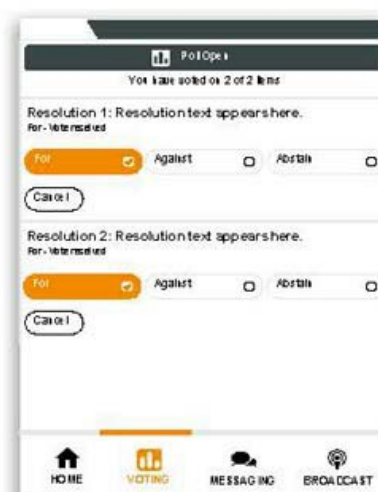 Poll Open
You have voted on 2 of 2 items
Resolution 1: Resolution text appears here.
For - Vote received
For Against Abstain
Cancel
Resolution 2: Resolution text appears here.
For - Vote received
For Against Abstain
Cancel
HOME VOTING MESSAGING BROADCAST